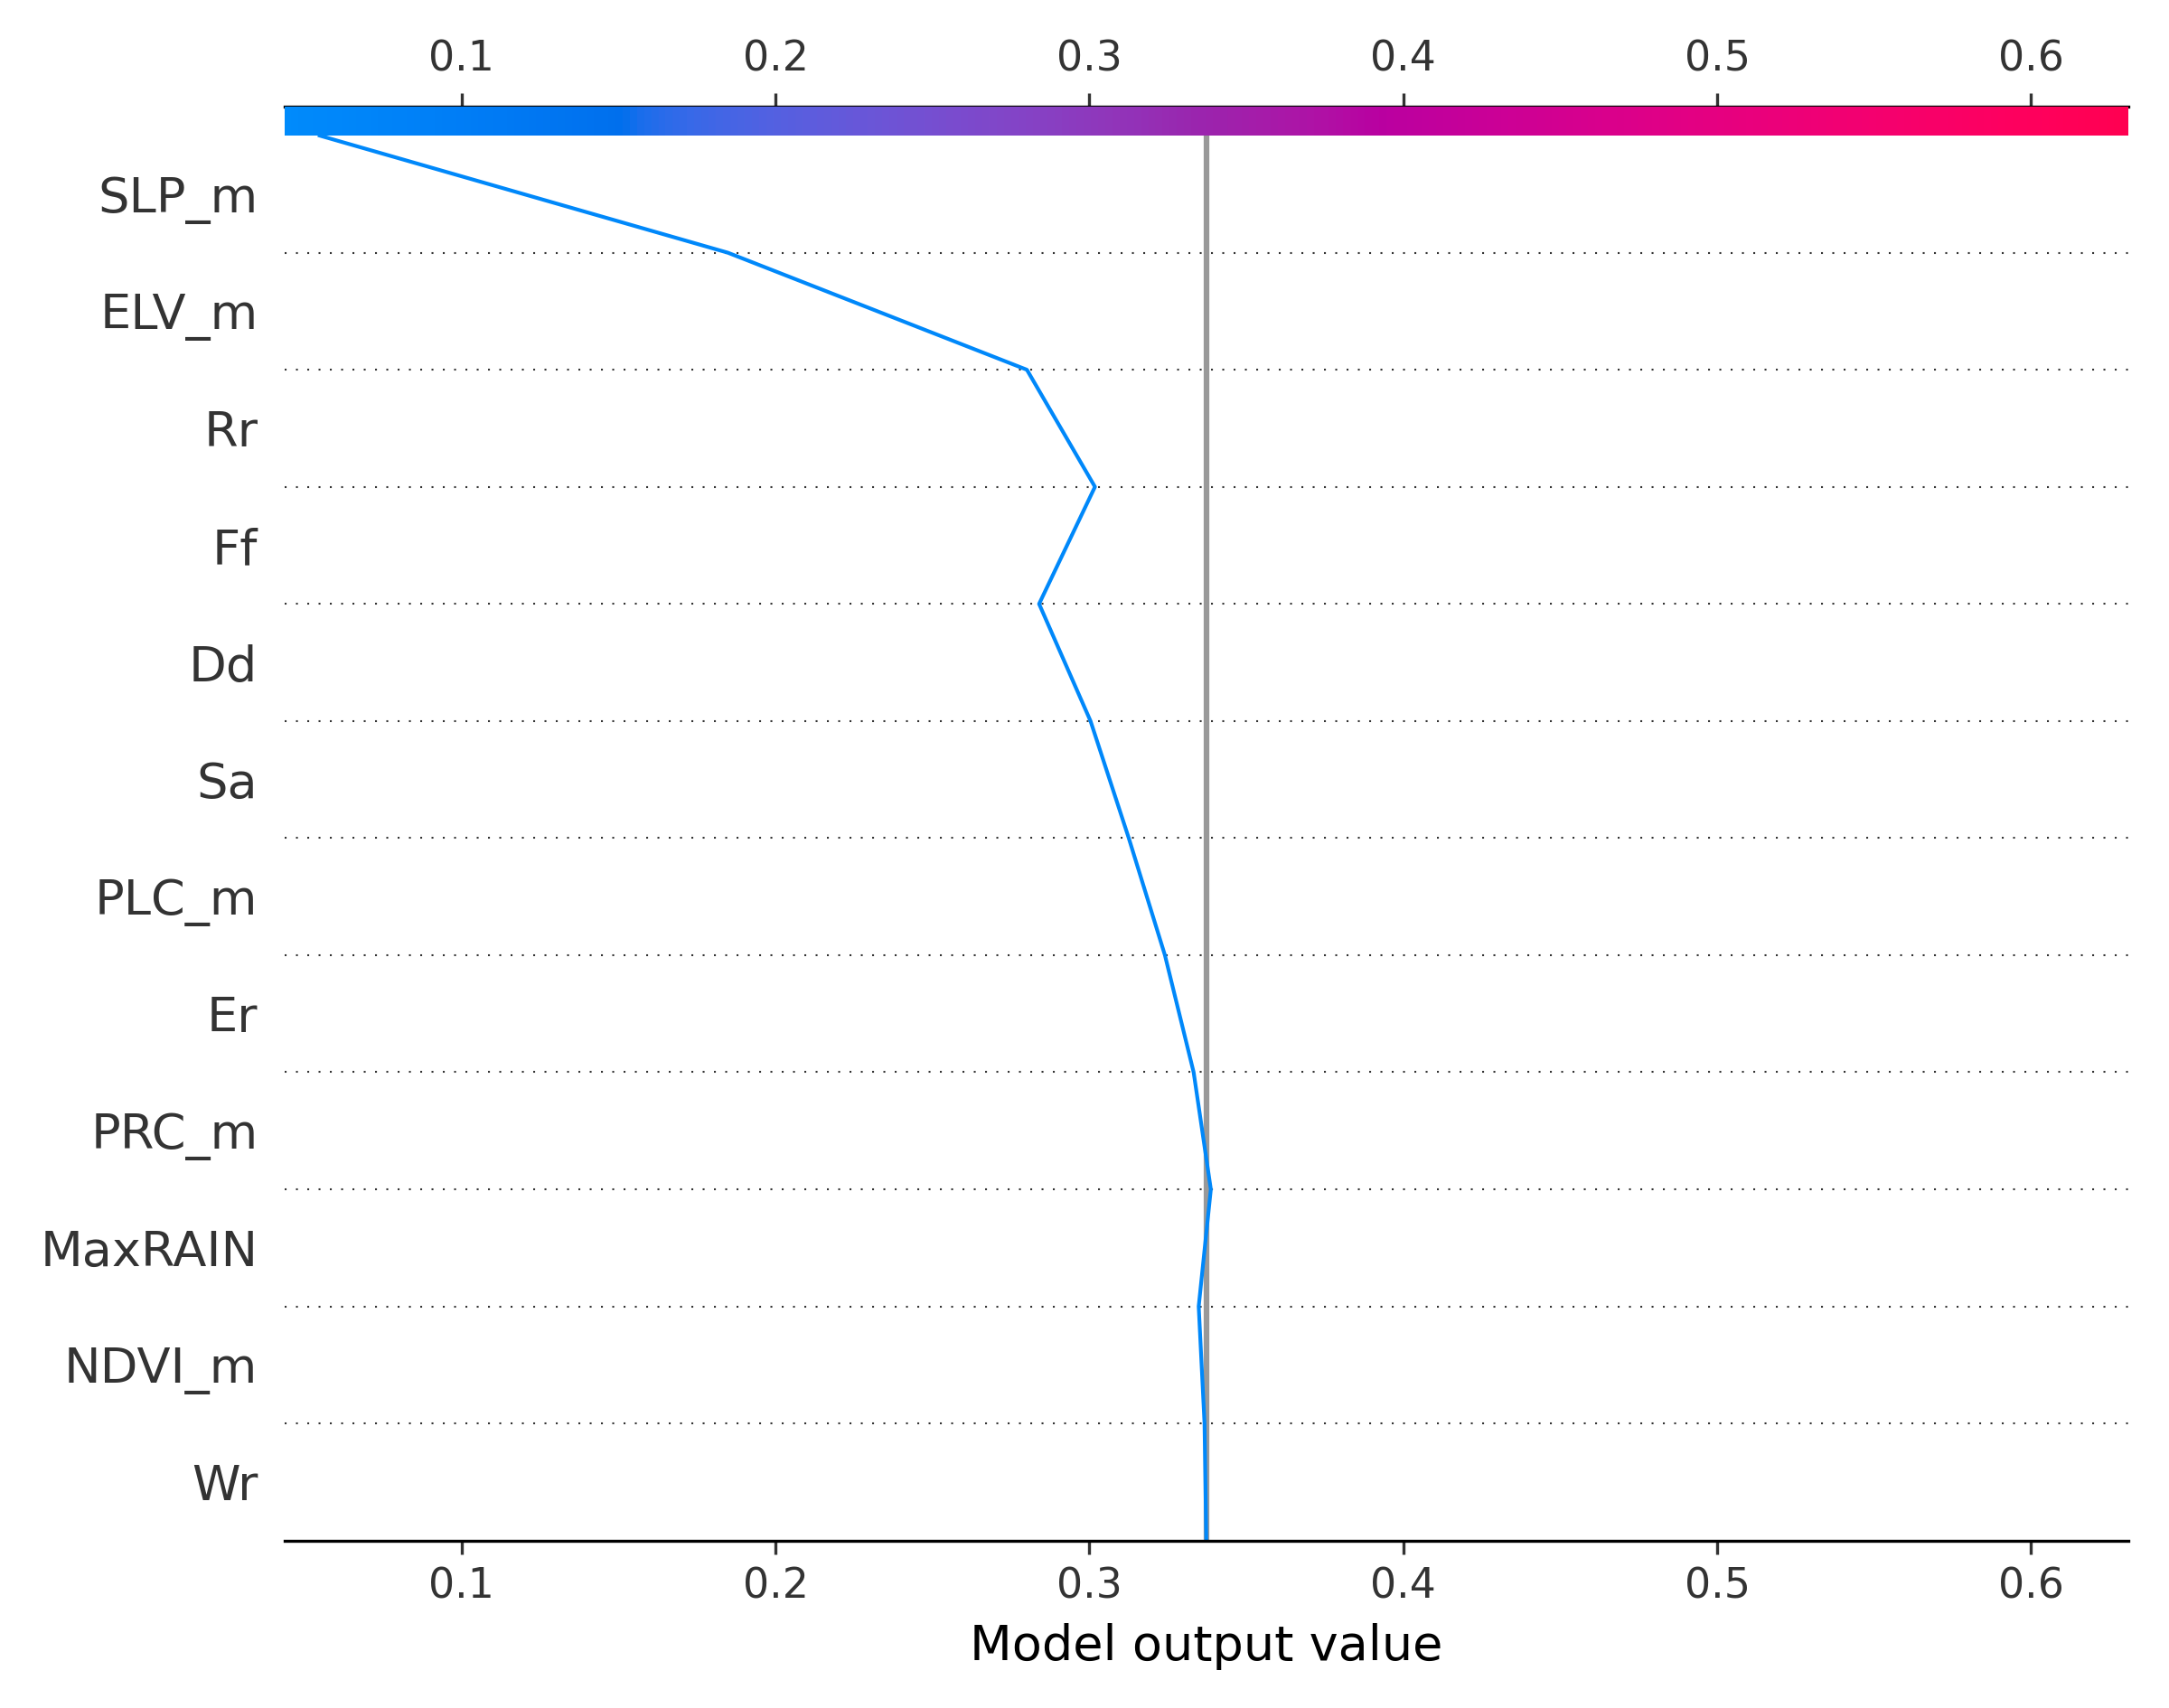 0.1 0.2 0.3 0.4 0.5 0.6
SLP_m
ELV_m
Rr
Ff
Dd
Sa
PLC_m
Er
PRC_m
MaxRAIN
NDVI_m
Wr
0.1 0.2 0.3 0.4 0.5 0.6
Model output value